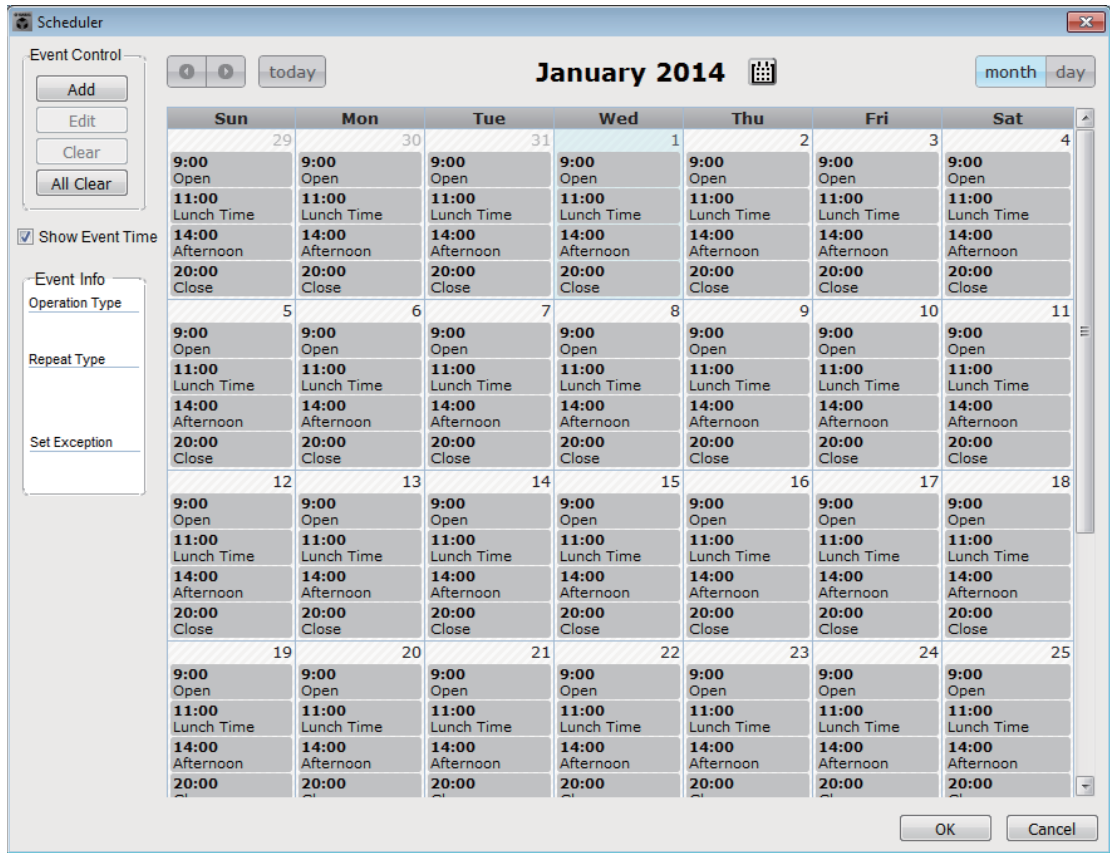 Scheduler
Event Control
Add
Edit
Clear
All Clear
Show Event Time
Event Info
Operation Type
Repeat Type
Set Exception
today
January 2014
month day
Sun Mon Tue Wed Thu Fri Sat
29 30 31 1 2 3 4
9:00 9:00 9:00 9:00 9:00 9:00 9:00
Open Open Open Open Open Open Open
11:00 11:00 11:00 11:00 11:00 11:00 11:00
Lunch Time Lunch Time Lunch Time Lunch Time Lunch Time Lunch Time Lunch Time
14:00 14:00 14:00 14:00 14:00 14:00 14:00
Afternoon Afternoon Afternoon Afternoon Afternoon Afternoon Afternoon
20:00 20:00 20:00 20:00 20:00 20:00 20:00
Close Close Close Close Close Close Close
5 6 7 8 9 10 11
9:00 9:00 9:00 9:00 9:00 9:00 9:00
Open Open Open Open Open Open Open
11:00 11:00 11:00 11:00 11:00 11:00 11:00
Lunch Time Lunch Time Lunch Time Lunch Time Lunch Time Lunch Time Lunch Time
14:00 14:00 14:00 14:00 14:00 14:00 14:00
Afternoon Afternoon Afternoon Afternoon Afternoon Afternoon Afternoon
20:00 20:00 20:00 20:00 20:00 20:00 20:00
Close Close Close Close Close Close Close
12 13 14 15 16 17 18
9:00 9:00 9:00 9:00 9:00 9:00 9:00
Open Open Open Open Open Open Open
11:00 11:00 11:00 11:00 11:00 11:00 11:00
Lunch Time Lunch Time Lunch Time Lunch Time Lunch Time Lunch Time Lunch Time
14:00 14:00 14:00 14:00 14:00 14:00 14:00
Afternoon Afternoon Afternoon Afternoon Afternoon Afternoon Afternoon
20:00 20:00 20:00 20:00 20:00 20:00 20:00
Close Close Close Close Close Close Close
19 20 21 22 23 24 25
9:00 9:00 9:00 9:00 9:00 9:00 9:00
Open Open Open Open Open Open Open
11:00 11:00 11:00 11:00 11:00 11:00 11:00
Lunch Time Lunch Time Lunch Time Lunch Time Lunch Time Lunch Time Lunch Time
14:00 14:00 14:00 14:00 14:00 14:00 14:00
Afternoon Afternoon Afternoon Afternoon Afternoon Afternoon Afternoon
20:00 20:00 20:00 20:00 20:00 20:00 20:00
OK Cancel